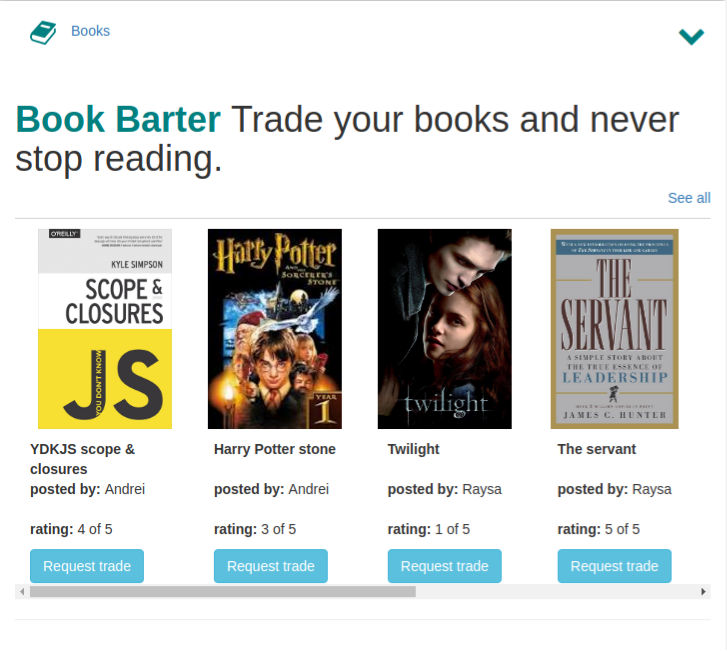 Books
Book Barter Trade your books and never
stop reading.
See all
O'REILLY
KYLE SIMPSON
SCOPE &
CLOSURES
YOU DON'T KNOW
JS
Harry Potter
AND THE
SORCERER'S
STONE
YEAR
1
twilight
THE
SERVANT
A SIMPLE STORY ABOUT
THE TRUE ESSENCE OF
LEADERSHIP
JAMES C. HUNTER
YDKJS scope &
closures
posted by: Andrei
rating: 4 of 5
Request trade
Harry Potter stone
posted by: Andrei
rating: 3 of 5
Request trade
Twilight
posted by: Raysa
rating: 1 of 5
Request trade
The servant
posted by: Raysa
rating: 5 of 5
Request trade